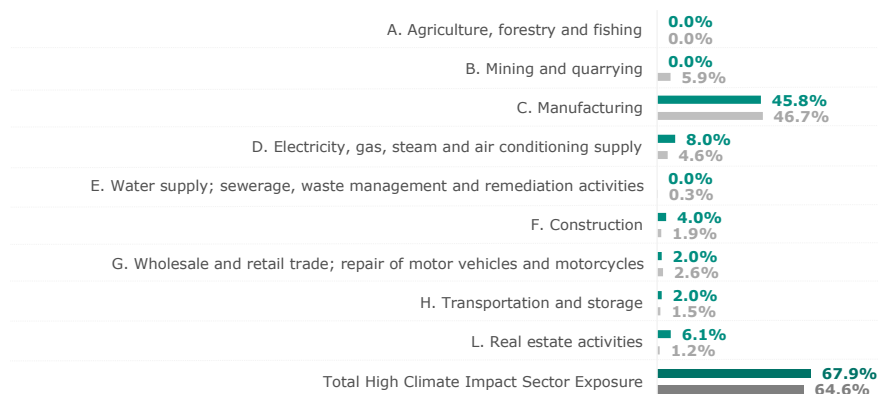 A. Agriculture, forestry and fishing
0.0%
0.0%
B. Mining and quarrying
0.0%
5.9%
C. Manufacturing
45.8%
46.7%
D. Electricity, gas, steam and air conditioning supply
8.0%
4.6%
E. Water supply; sewerage, waste management and remediation activities
0.0%
0.3%
F. Construction
4.0%
1.9%
G. Wholesale and retail trade; repair of motor vehicles and motorcycles
2.0%
2.6%
H. Transportation and storage
2.0%
1.5%
L. Real estate activities
6.1%
1.2%
Total High Climate Impact Sector Exposure
67.9%
64.6%